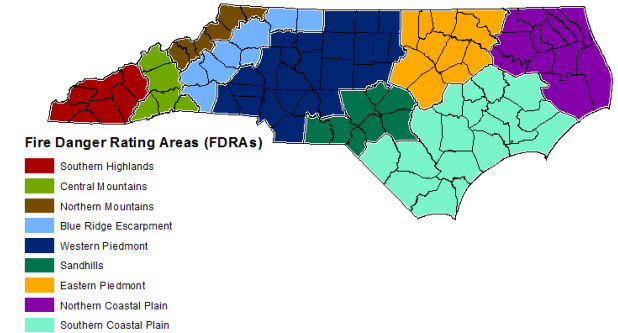 Fire Danger Rating Areas (FDRAs)
Southern Highlands
Central Mountains
Northern Mountains
Blue Ridge Escarpment
Western Piedmont
Sandhills
Eastern Piedmont
Northern Coastal Plain
Southern Coastal Plain